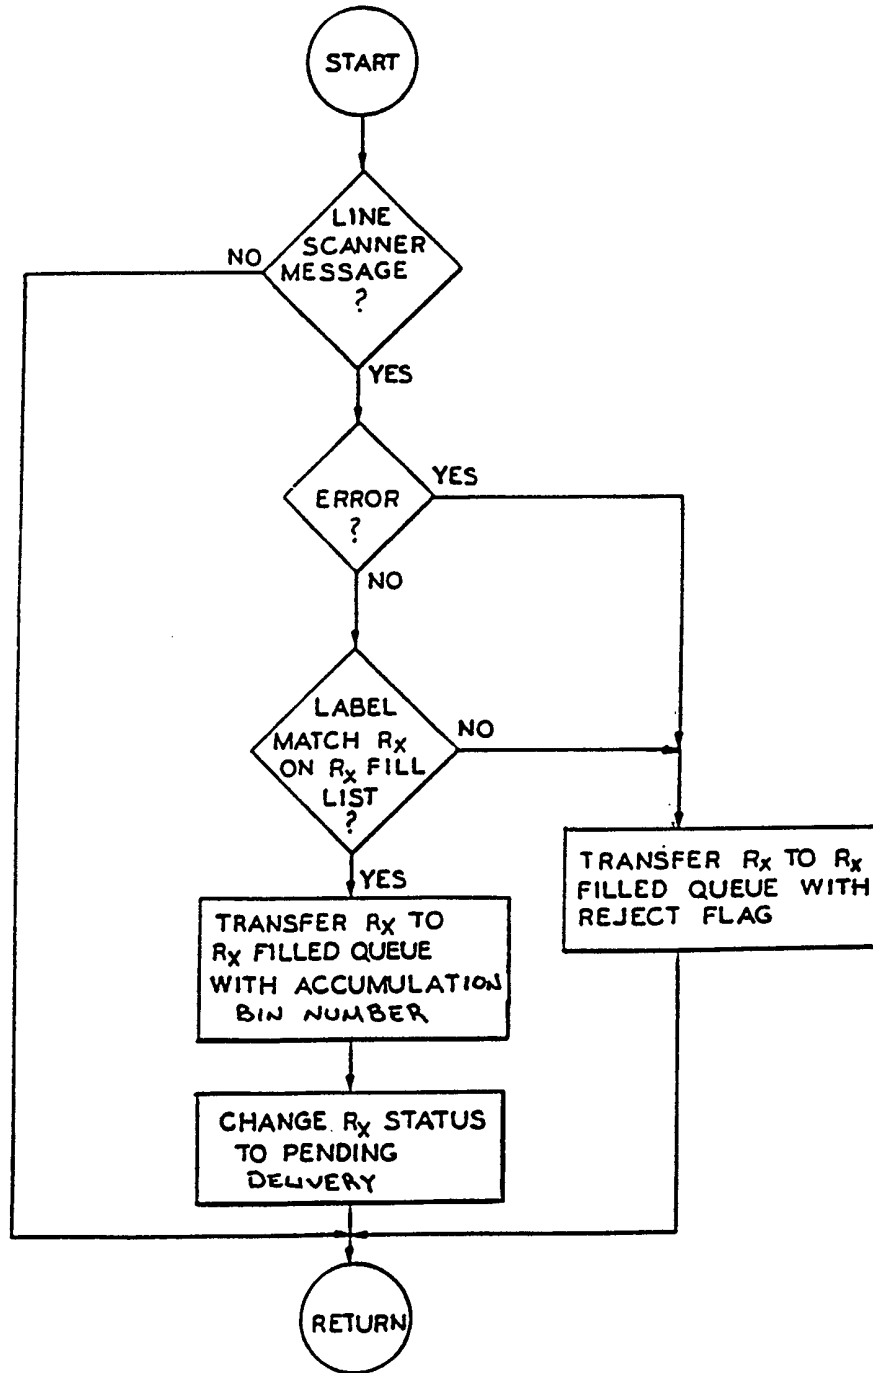 START
LINE
SCANNER
MESSAGE
?
NO
YES
ERROR
?
YES
NO
LABEL
MATCH Rx
ON Rx FILL
LIST
?
NO
YES
TRANSFER Rx TO
Rx FILLED QUEUE
WITH ACCUMULATION
BIN NUMBER
TRANSFER Rx TO Rx
FILLED QUEUE WITH
REJECT FLAG
CHANGE Rx STATUS
TO PENDING
DELIVERY
RETURN